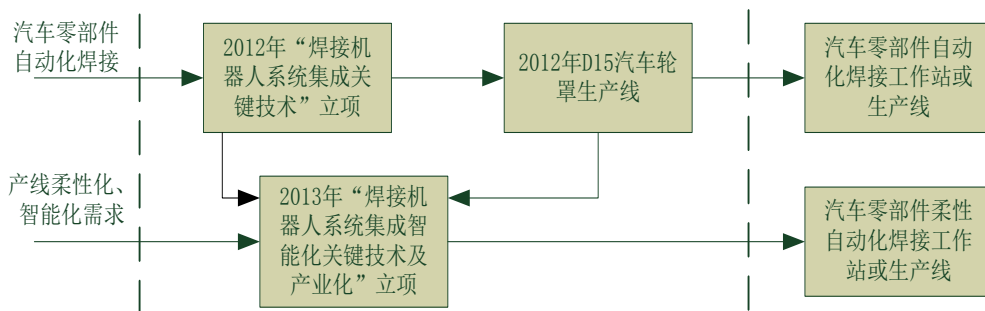 汽车零部件
自动化焊接
2012年“焊接机
器人系统集成关
键技术”立项
2012年D15汽车轮
罩生产线
汽车零部件自动
化焊接工作站或
生产线
产线柔性化、
智能化需求
2013年“焊接机
器人系统集成智
能化关键技术及
产业化”立项
汽车零部件柔性
自动化焊接工作
站或生产线